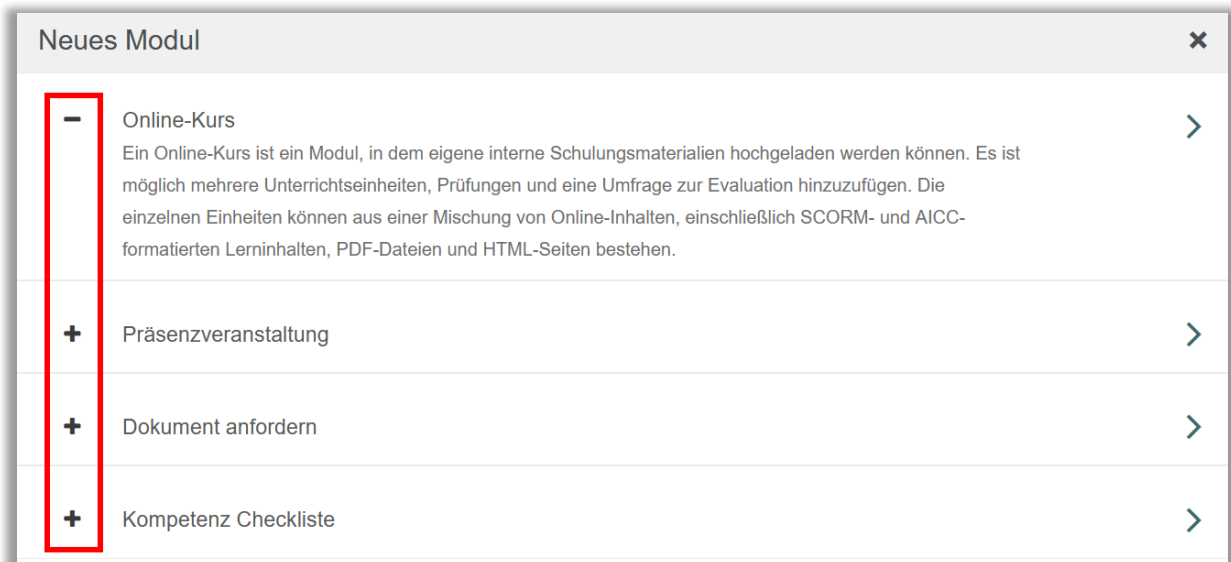 Neues Modul
Online-Kurs
Ein Online-Kurs ist ein Modul, in dem eigene interne Schulungsmaterialien hochgeladen werden können. Es ist
möglich mehrere Unterrichtseinheiten, Prüfungen und eine Umfrage zur Evaluation hinzuzufügen. Die
einzelnen Einheiten können aus einer Mischung von Online-Inhalten, einschließlich SCORM- und AICC-
formatierten Lerninhalten, PDF-Dateien und HTML-Seiten bestehen.
Präsenzveranstaltung
Dokument anfordern
Kompetenz Checkliste